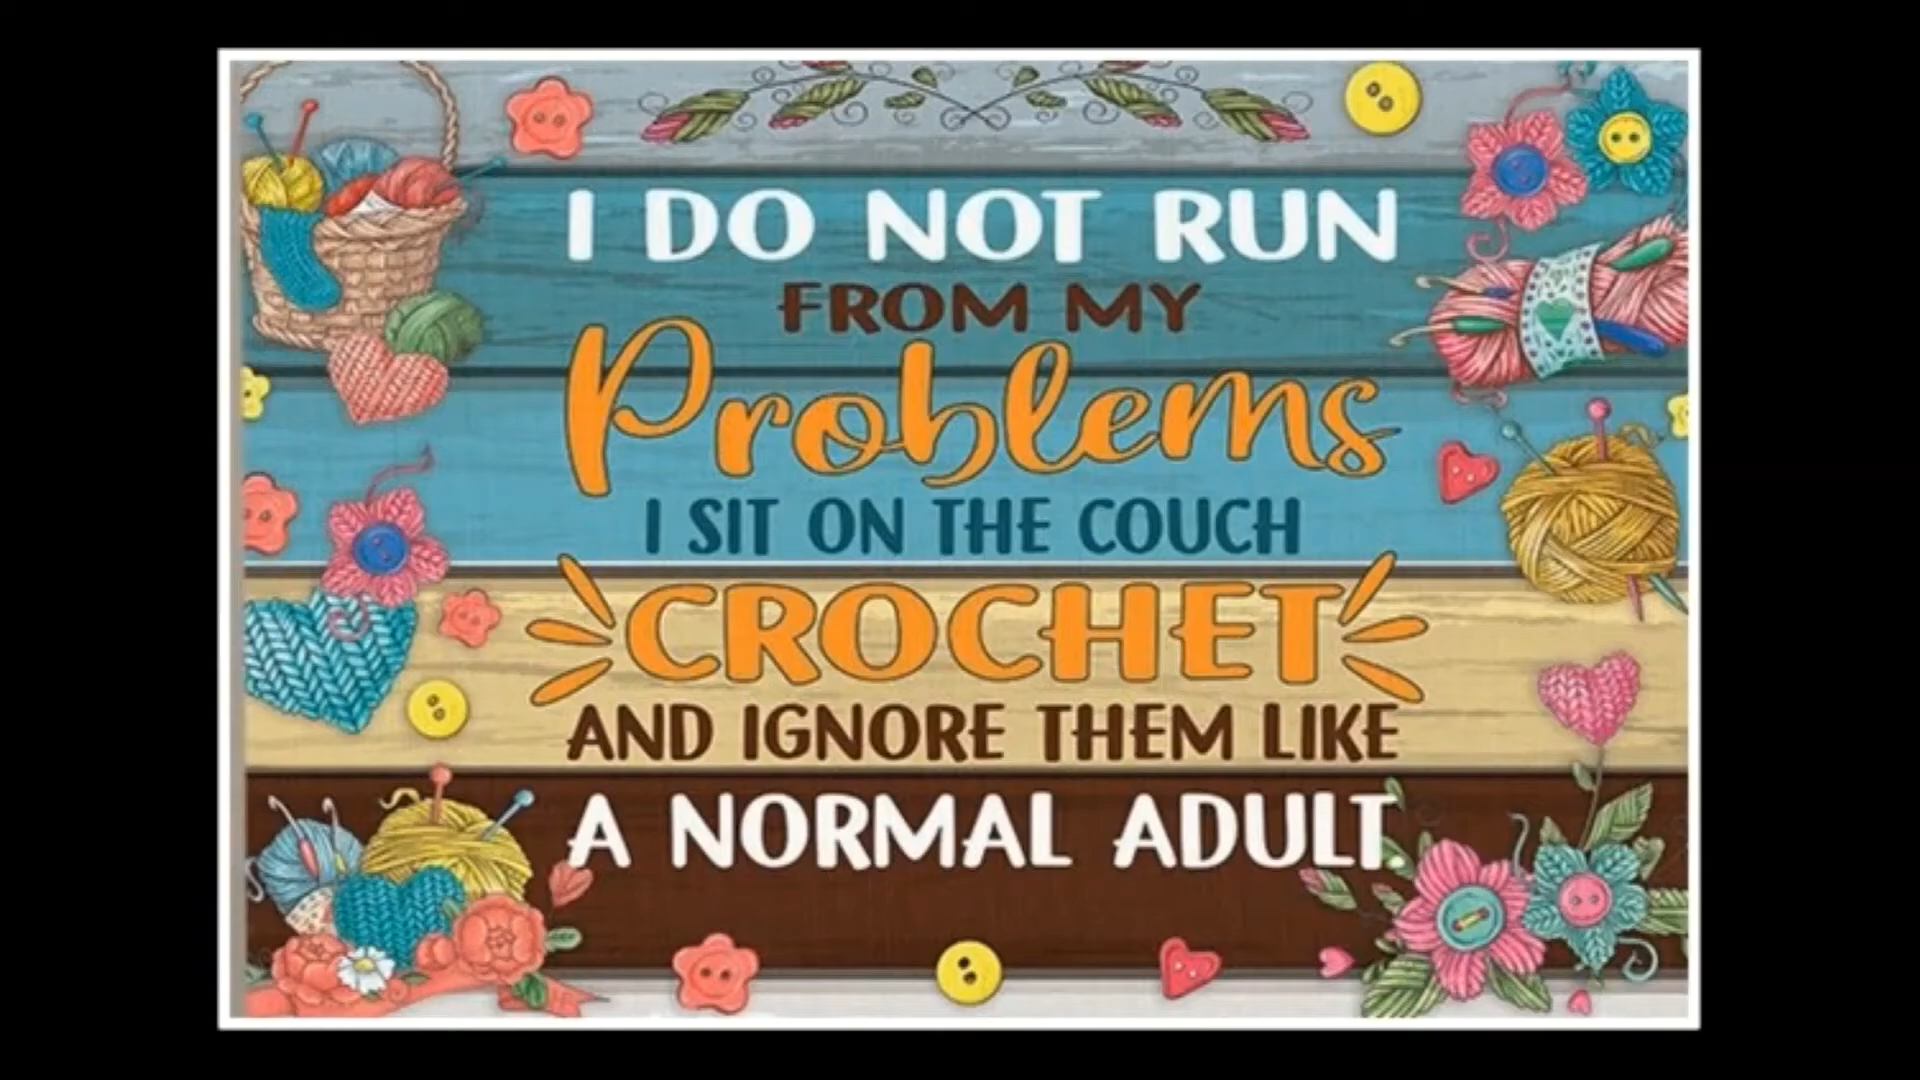 I DO NOT RUN
FROM MY
Problems
I SIT ON THE COUCH
CROCHET
AND IGNORE THEM LIKE
A NORMAL ADULT